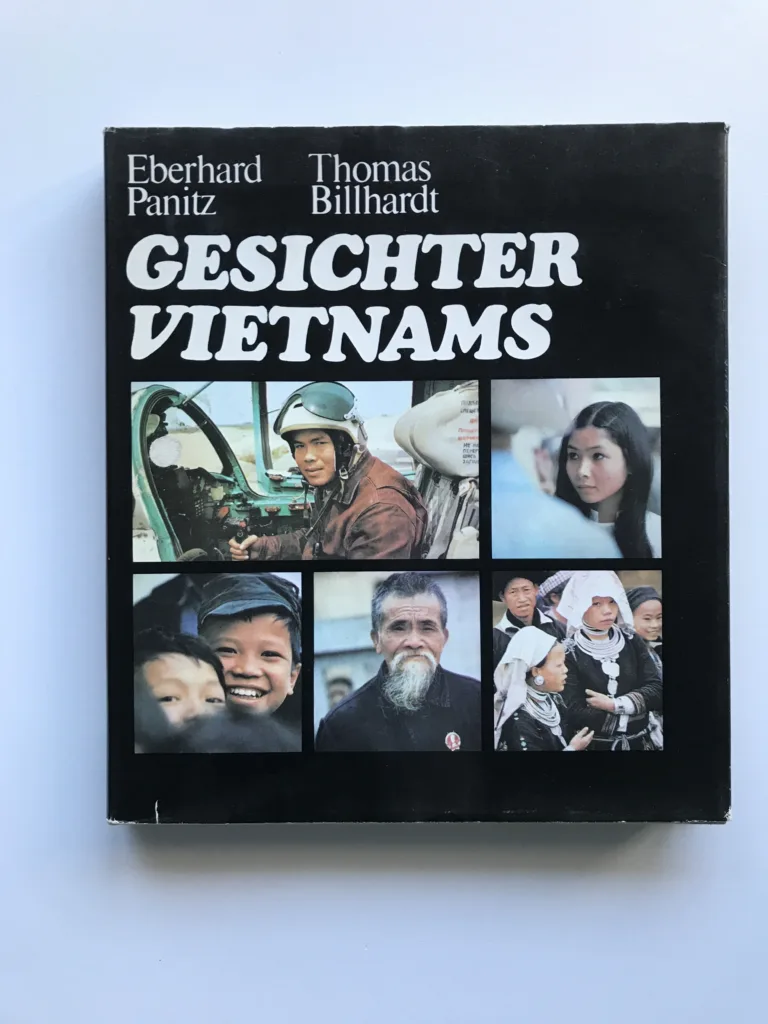 Eberhard Thomas
Panitz Billhardt
GESICHTER
VIETNAMS